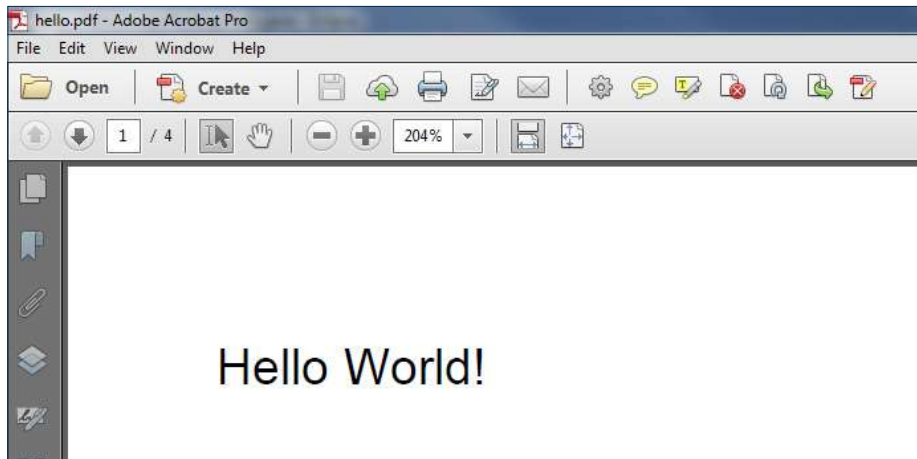 hello.pdf - Adobe Acrobat Pro
File Edit View Window Help
Open Create
1 / 4 204%
Hello World!